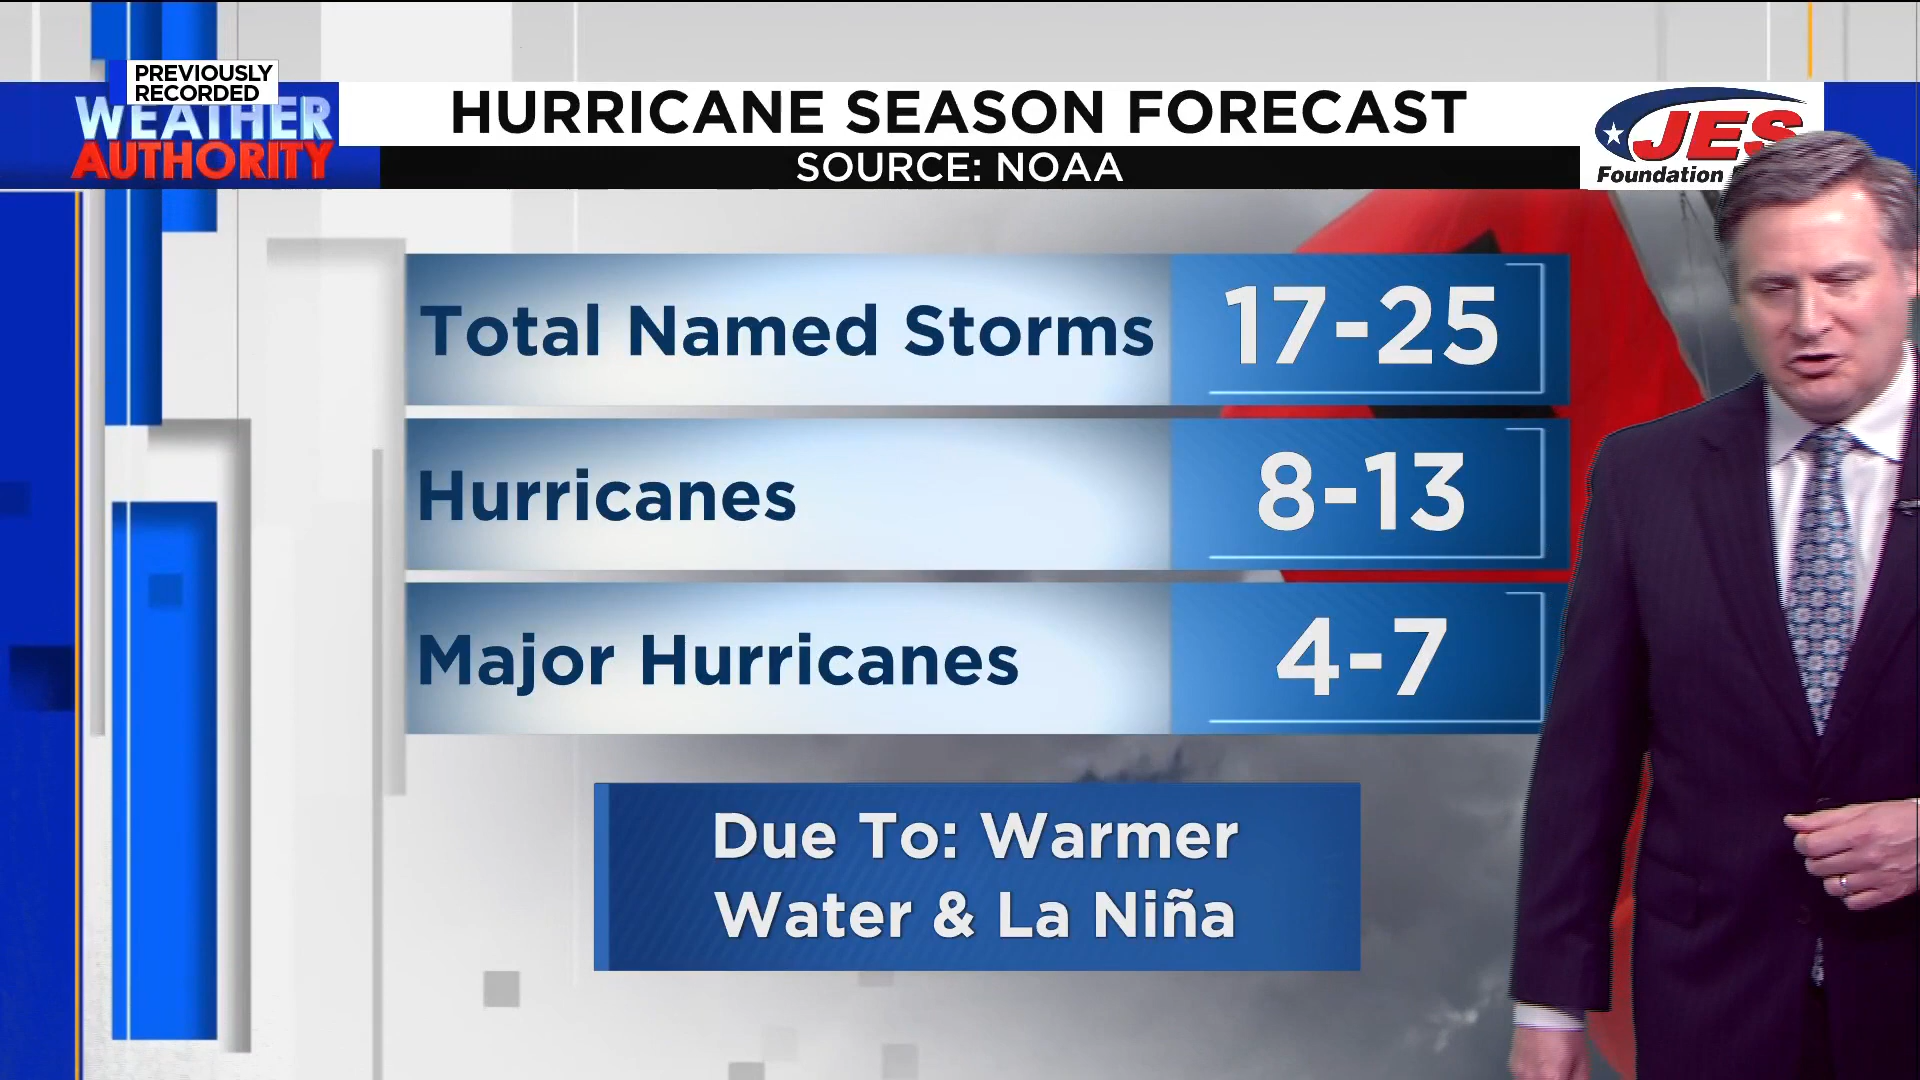 PREVIOUSLY
RECORDED
WEATHER
AUTHORITY
HURRICANE SEASON FORECAST
SOURCE: NOAA
JES
Foundation
Total Named Storms 17-25
Hurricanes 8-13
Major Hurricanes 4-7
Due To: Warmer
Water & La Niña